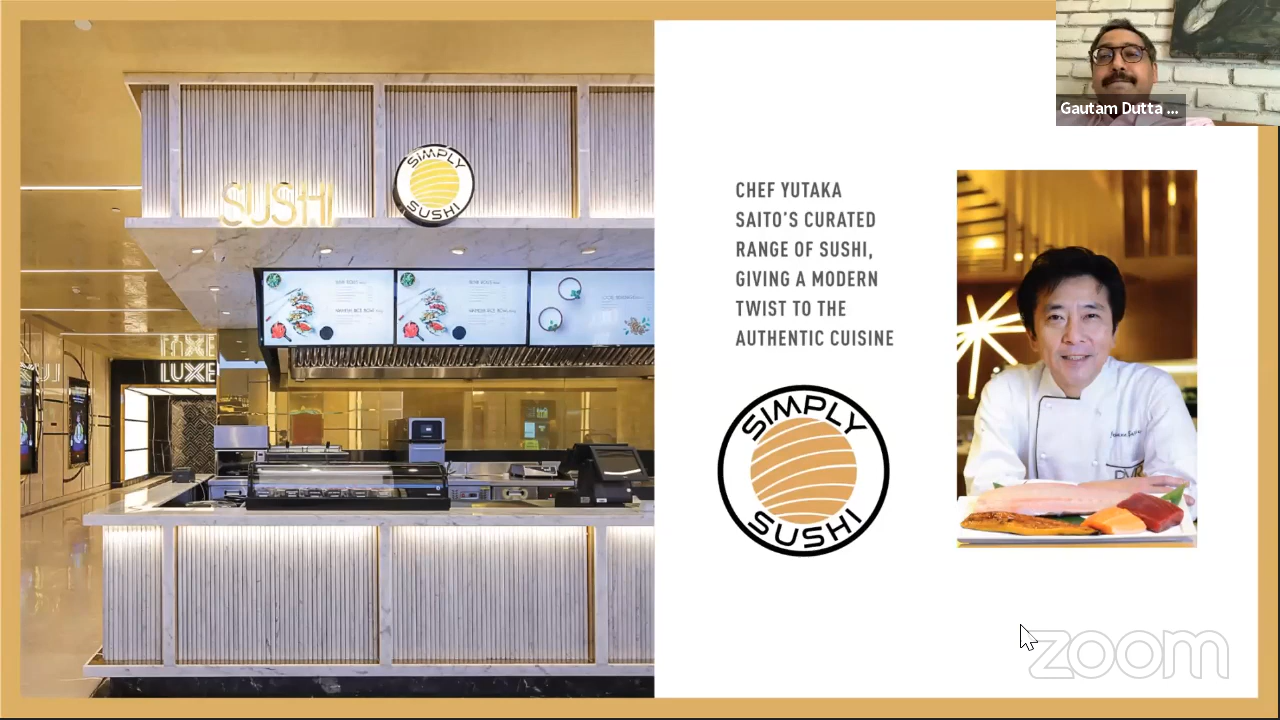 SUSHI
SIMPLY
SUSHI
LUXE
CHEF YUTAKA
SAITO'S CURATED
RANGE OF SUSHI,
GIVING A MODERN
TWIST TO THE
AUTHENTIC CUISINE
SIMPLY
SUSHI
Gautam Dutta ...
zoom